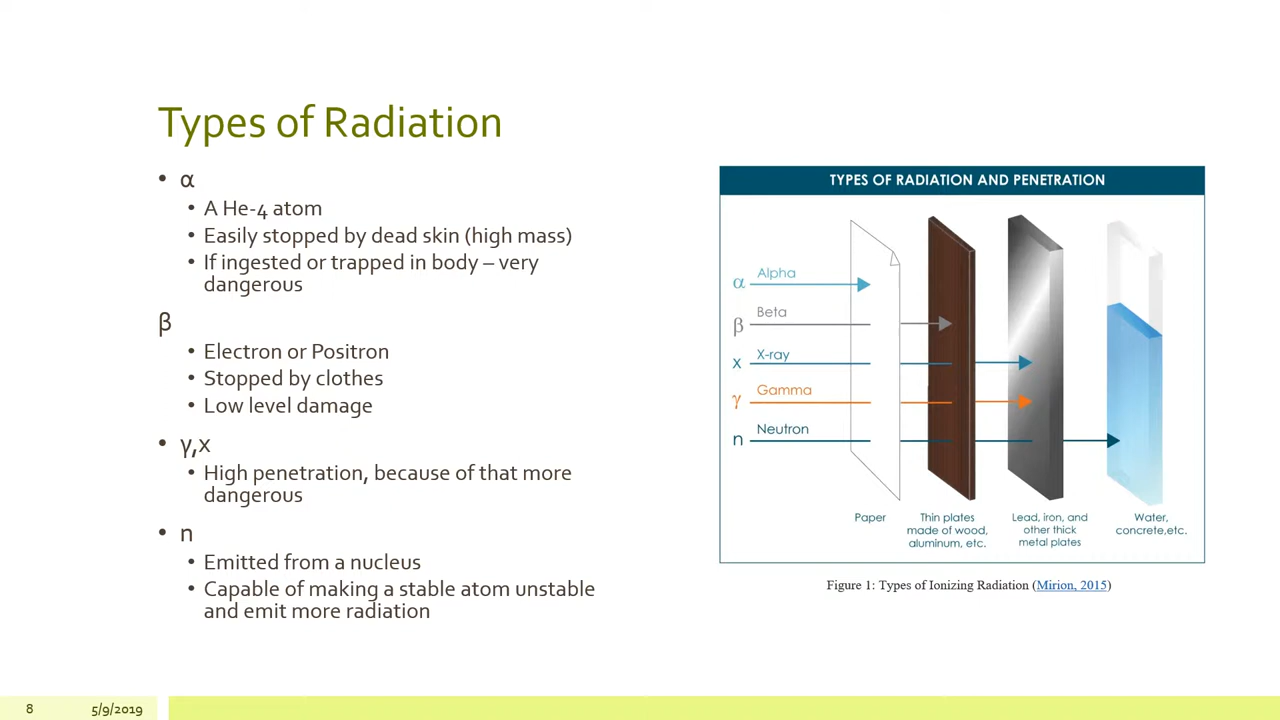 Types of Radiation
• α
• A He-4 atom
• Easily stopped by dead skin (high mass)
• If ingested or trapped in body – very
dangerous
β
• Electron or Positron
• Stopped by clothes
• Low level damage
• γ,x
• High penetration, because of that more
dangerous
• n
• Emitted from a nucleus
• Capable of making a stable atom unstable
and emit more radiation
TYPES OF RADIATION AND PENETRATION
α Alpha
β Beta
x X-ray
γ Gamma
n Neutron
Paper
Thin plates
made of wood,
aluminum, etc.
Lead, iron, and
other thick
metal plates
Water,
concrete,etc.
Figure 1: Types of Ionizing Radiation (Mirion, 2015)
8 5/9/2019